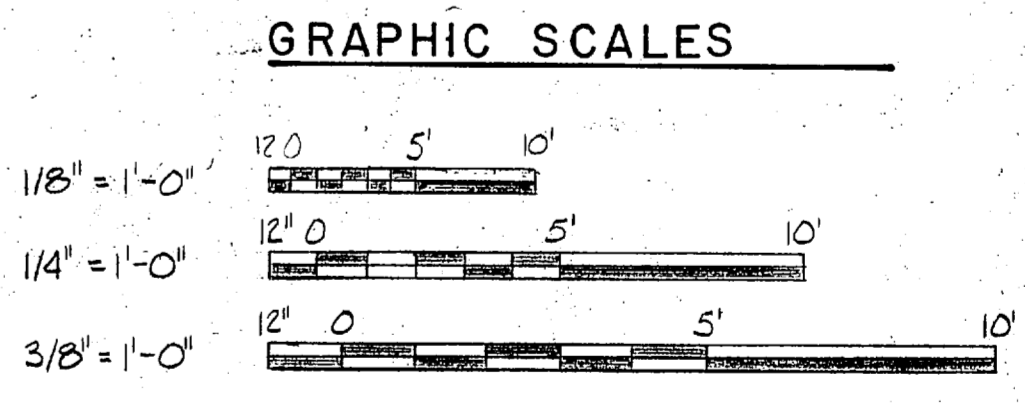 GRAPHIC SCALES
12 0 5' 10'
1/8" = 1'-0"
12" 0 5' 10'
1/4" = 1'-0"
12" 0 5' 10'
3/8" = 1'-0"